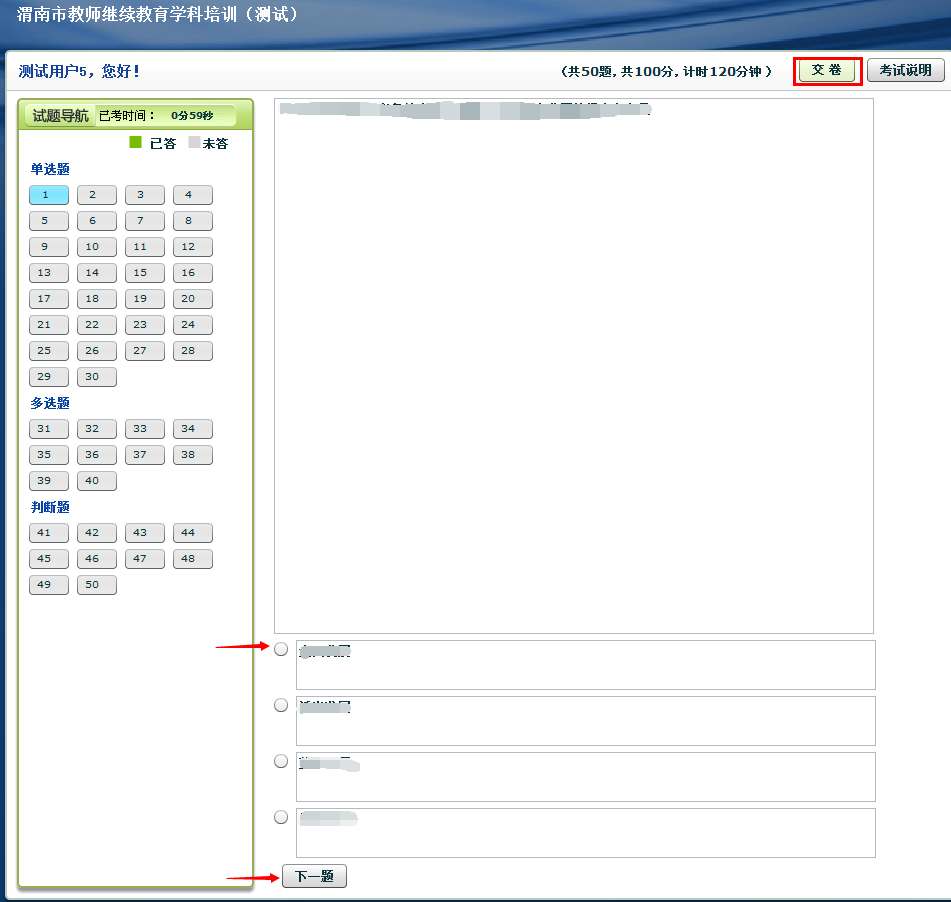 渭南市教师继续教育学科培训（测试）
测试用户5，您好！
（共50题, 共100分, 计时120分钟 ）
交 卷
考试说明
试题导航 已考时间： 0分59秒
已答 未答
单选题
1 2 3 4
5 6 7 8
9 10 11 12
13 14 15 16
17 18 19 20
21 22 23 24
25 26 27 28
29 30
多选题
31 32 33 34
35 36 37 38
39 40
判断题
41 42 43 44
45 46 47 48
49 50
下一题